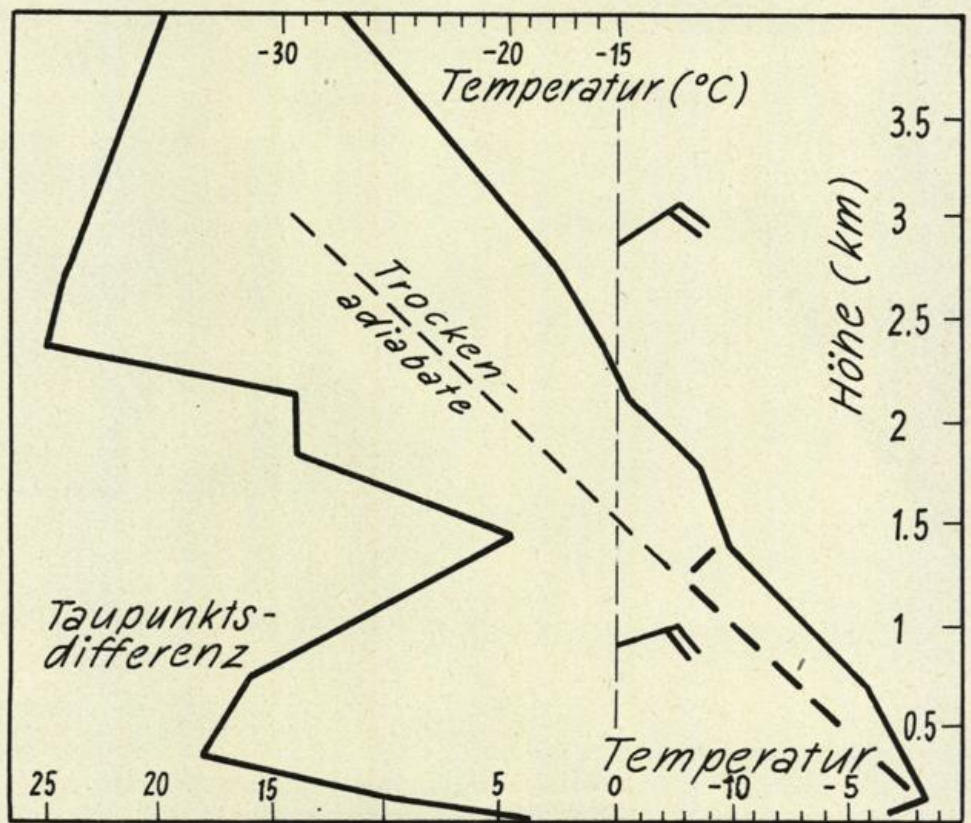 -30 -20 -15
Temperatur (°C)
3.5
3
2.5
2
1.5
1
0.5
Höhe (km)
Trocken-
adiabate
Taupunkts-
differenz
Temperatur
25 20 15 5 0 -10 -5